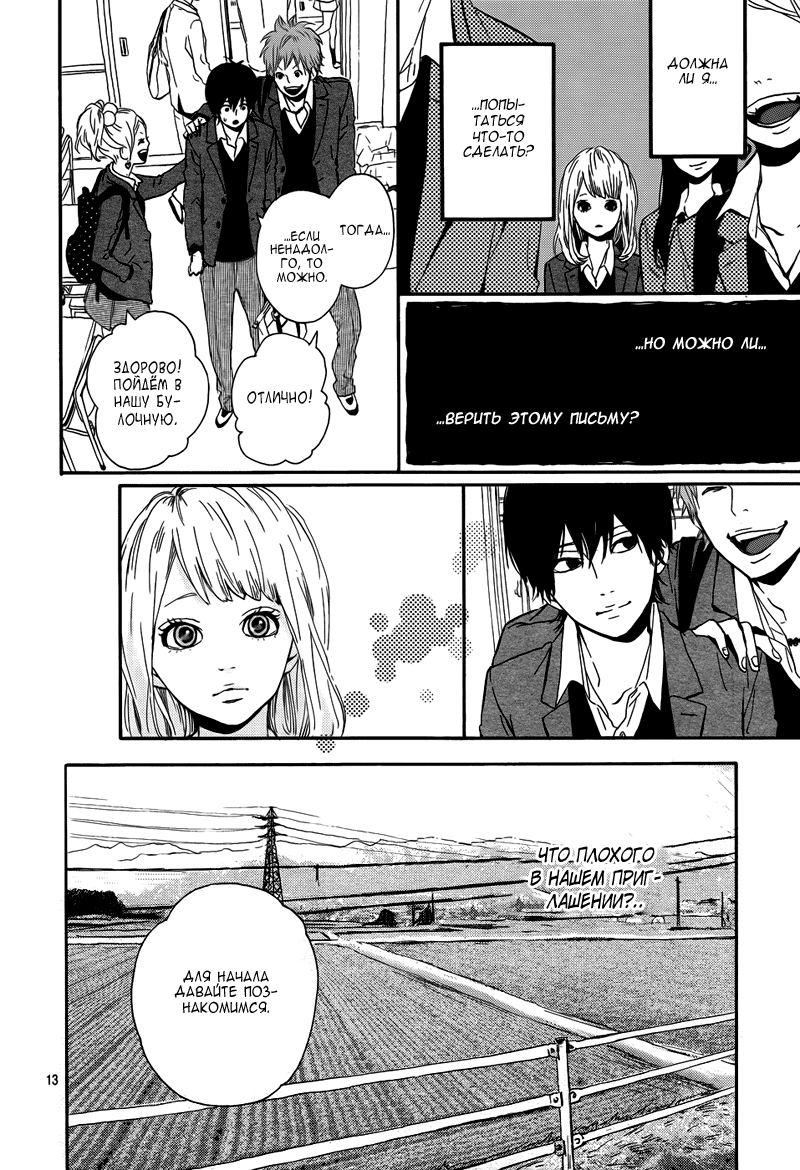 ДОЛЖНА
ЛИ Я...
...ПОПЫ-
ТАТЬСЯ
ЧТО-ТО
СДЕЛАТЬ?
...НО МОЖНО ЛИ...
...ВЕРИТЬ ЭТОМУ ПИСЬМУ?
ТОГДА...
...ЕСЛИ
НЕНАДОЛ-
ГО, ТО
МОЖНО.
ОТЛИЧНО!
ЗДОРОВО!
ПОЙДЁМ В
НАШУ БУ-
ЛОЧНУЮ.
ЧТО ПЛОХОГО
В НАШЕМ ПРИГ-
ЛАШЕНИИ?..
ДЛЯ НАЧАЛА
ДАВАЙТЕ ПОЗ-
НАКОМИМСЯ.
13